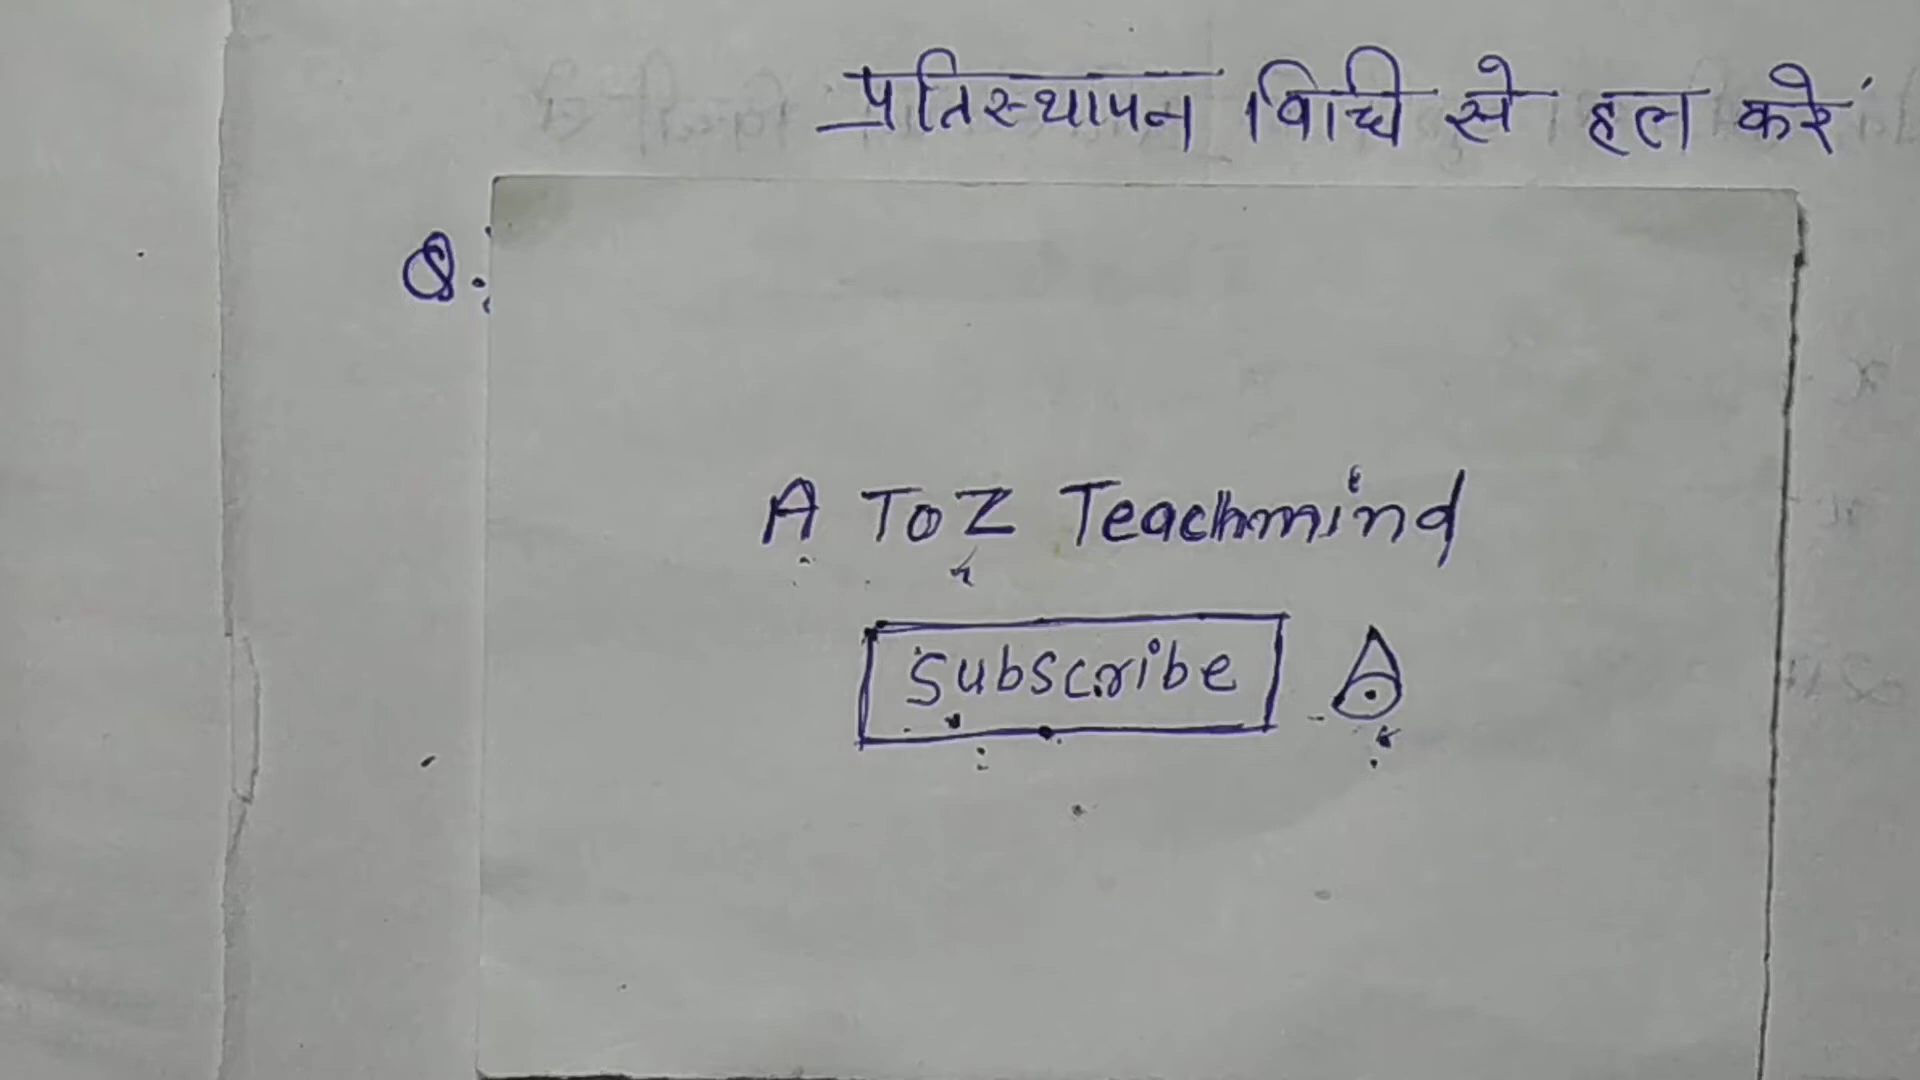 प्रतिस्थापन विधि से हल करें
Q.
A To Z Teachmind
Subscribe